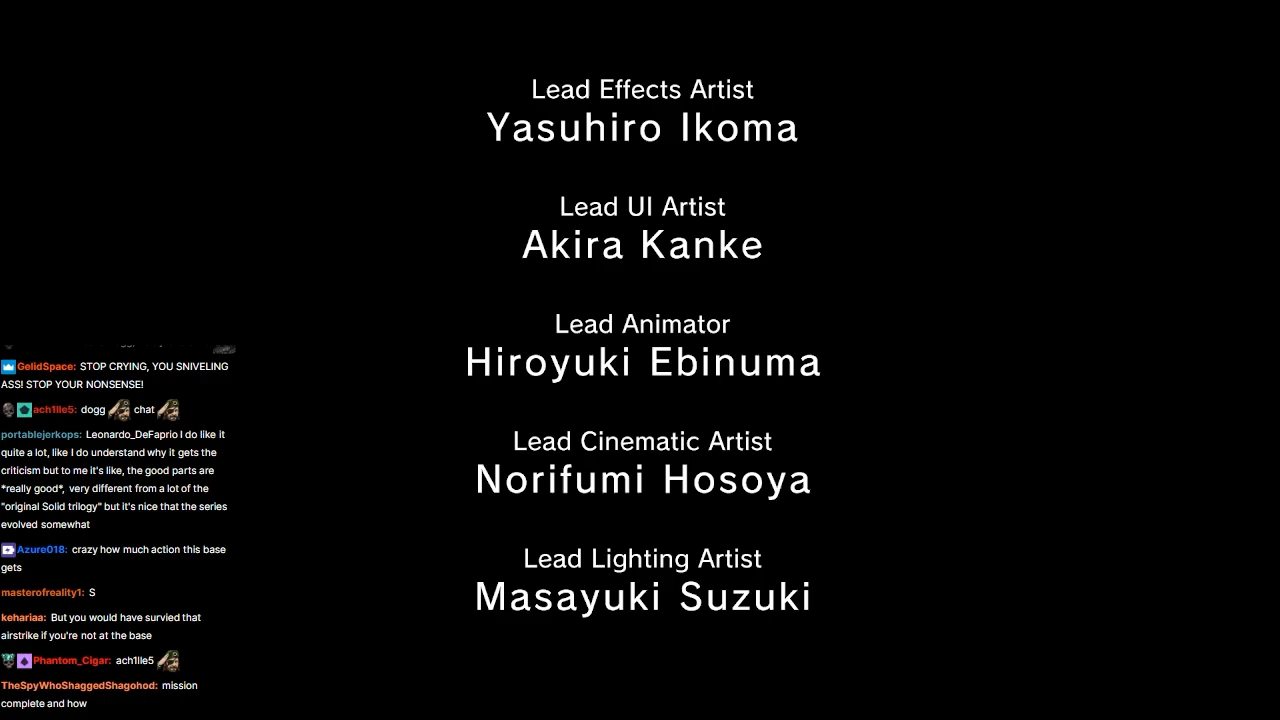 Lead Effects Artist
Yasuhiro Ikoma
Lead UI Artist
Akira Kanke
Lead Animator
Hiroyuki Ebinuma
Lead Cinematic Artist
Norifumi Hosoya
Lead Lighting Artist
Masayuki Suzuki
GelidSpace: STOP CRYING, YOU SNIVELING
ASS! STOP YOUR NONSENSE!
ach1lle5: dogg chat
portablejerkops: Leonardo_DeFaprio I do like it
quite a lot, like I do understand why it gets the
criticism but to me it's like, the good parts are
*really good*, very different from a lot of the
"original Solid trilogy" but it's nice that the series
evolved somewhat
Azure018: crazy how much action this base
gets
masterofreality1: S
kehariaa: But you would have survied that
airstrike if you're not at the base
Phantom_Cigar: ach1lle5
TheSpyWhoShaggedShagohod: mission
complete and how